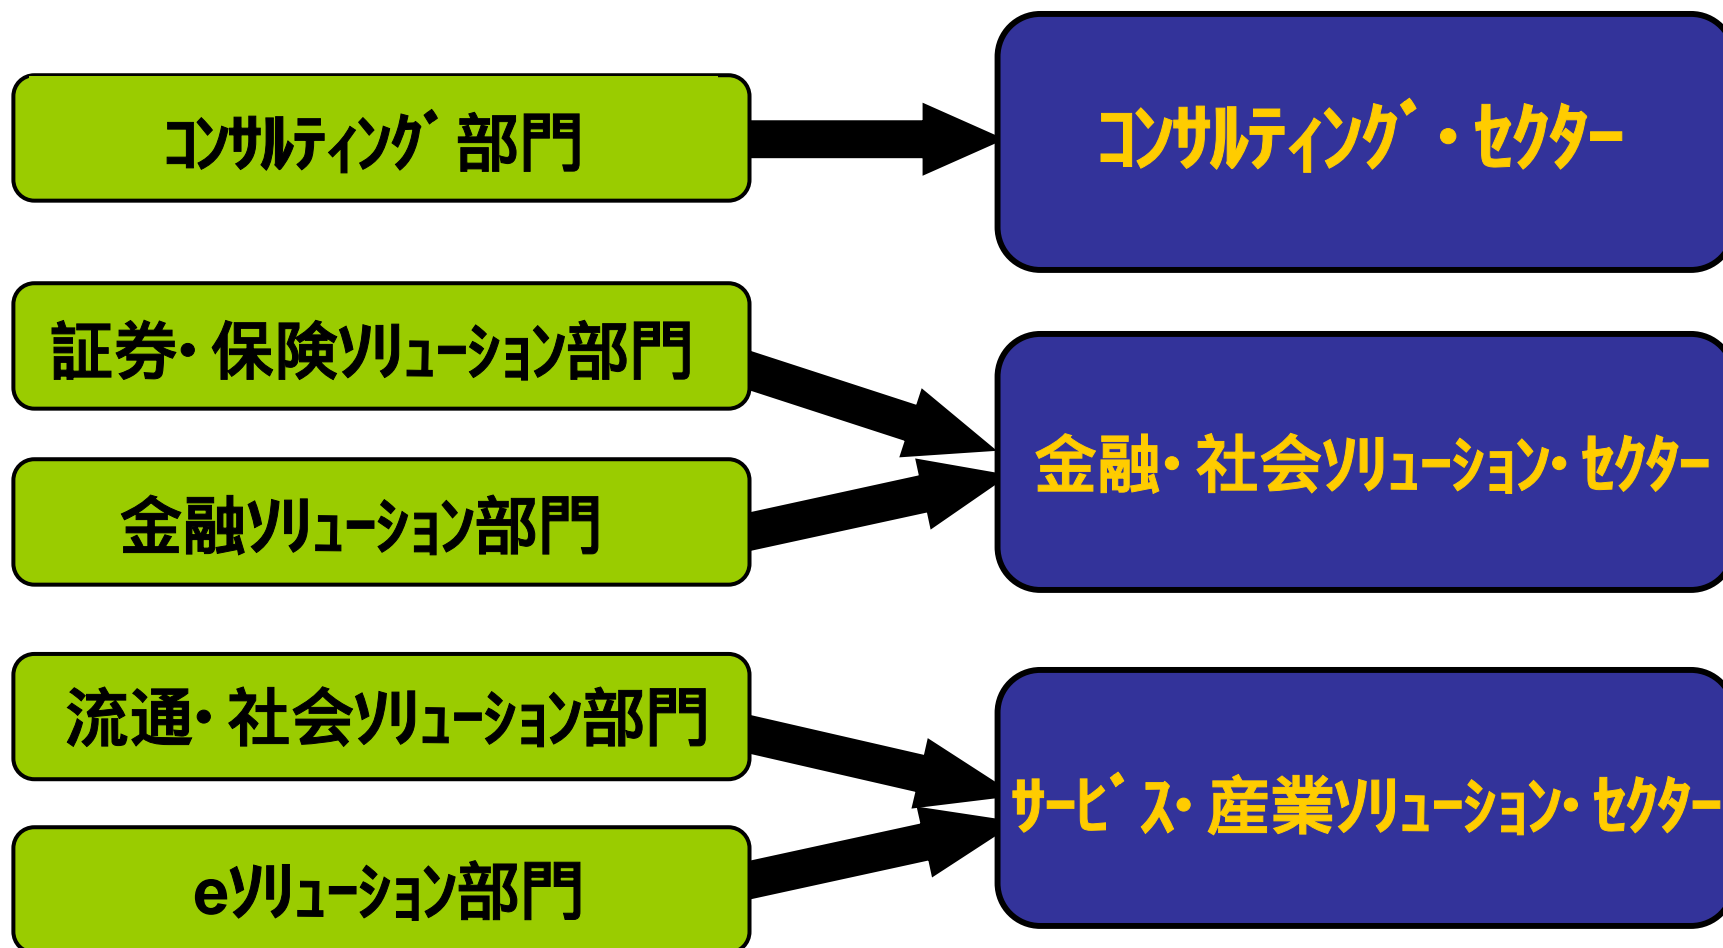 ｺﾝｻﾙﾃｨﾝｸﾞ部門
ｺﾝｻﾙﾃｨﾝｸﾞ・ｾｸﾀｰ
証券・保険ｿﾘｭｰｼｮﾝ部門
金融ｿﾘｭｰｼｮﾝ部門
金融・社会ｿﾘｭｰｼｮﾝ・ｾｸﾀｰ
流通・社会ｿﾘｭｰｼｮﾝ部門
eｿﾘｭｰｼｮﾝ部門
ｻｰﾋﾞｽ・産業ｿﾘｭｰｼｮﾝ・ｾｸﾀｰ